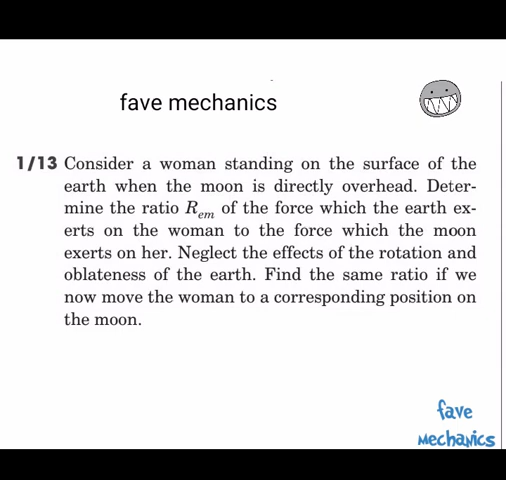 fave mechanics
1/13 Consider a woman standing on the surface of the
earth when the moon is directly overhead. Deter-
mine the ratio Rem of the force which the earth ex-
erts on the woman to the force which the moon
exerts on her. Neglect the effects of the rotation and
oblateness of the earth. Find the same ratio if we
now move the woman to a corresponding position on
the moon.
fave
Mechanics